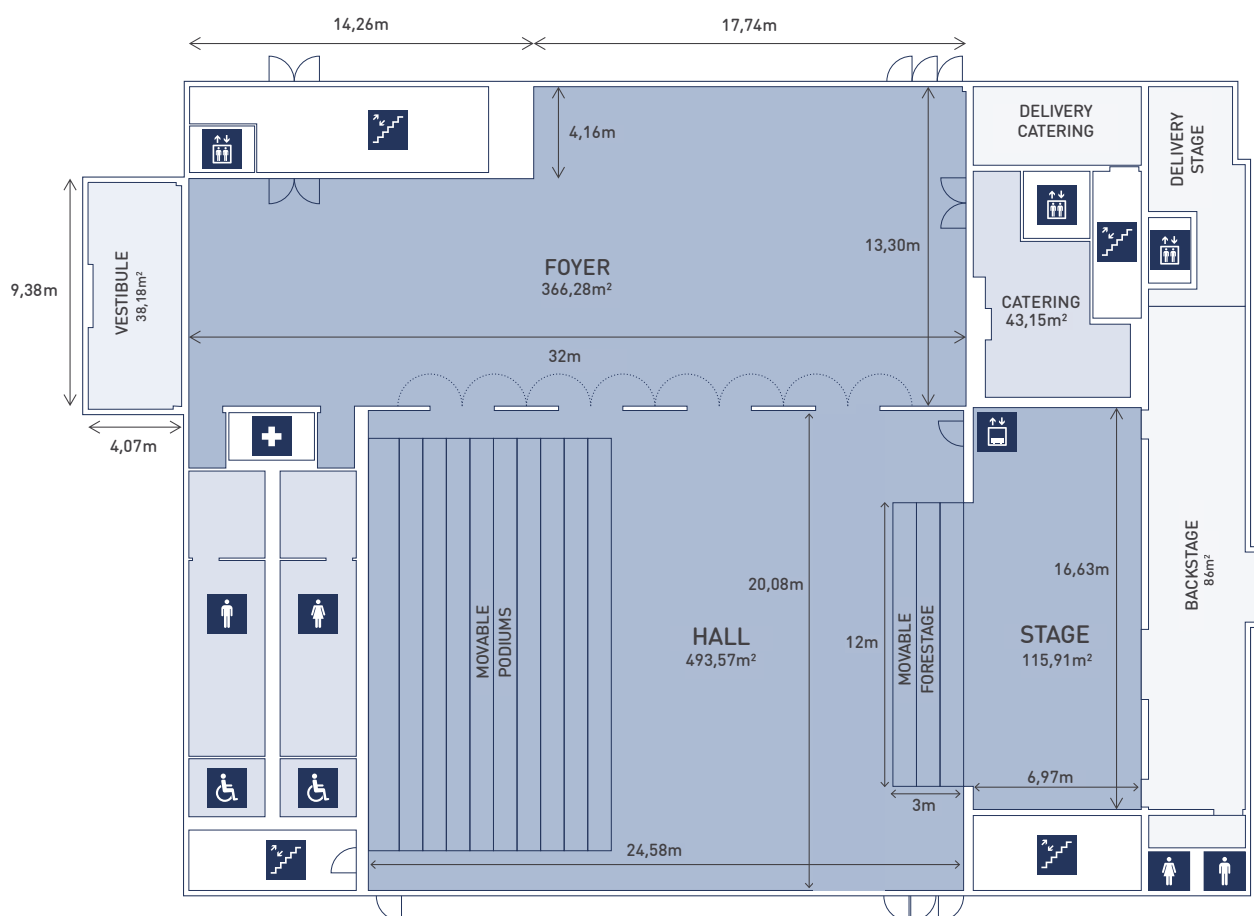 14,26m
17,74m
DELIVERY
CATERING
DELIVERY
STAGE
4,16m
13,30m
9,38m
VESTIBULE
38,18m²
FOYER
366,28m²
CATERING
43,15m²
32m
4,07m
BACKSTAGE
86m²
20,08m
16,63m
MOVABLE
PODIUMS
HALL
493,57m²
12m
MOVABLE
FORESTAGE
STAGE
115,91m²
6,97m
3m
24,58m